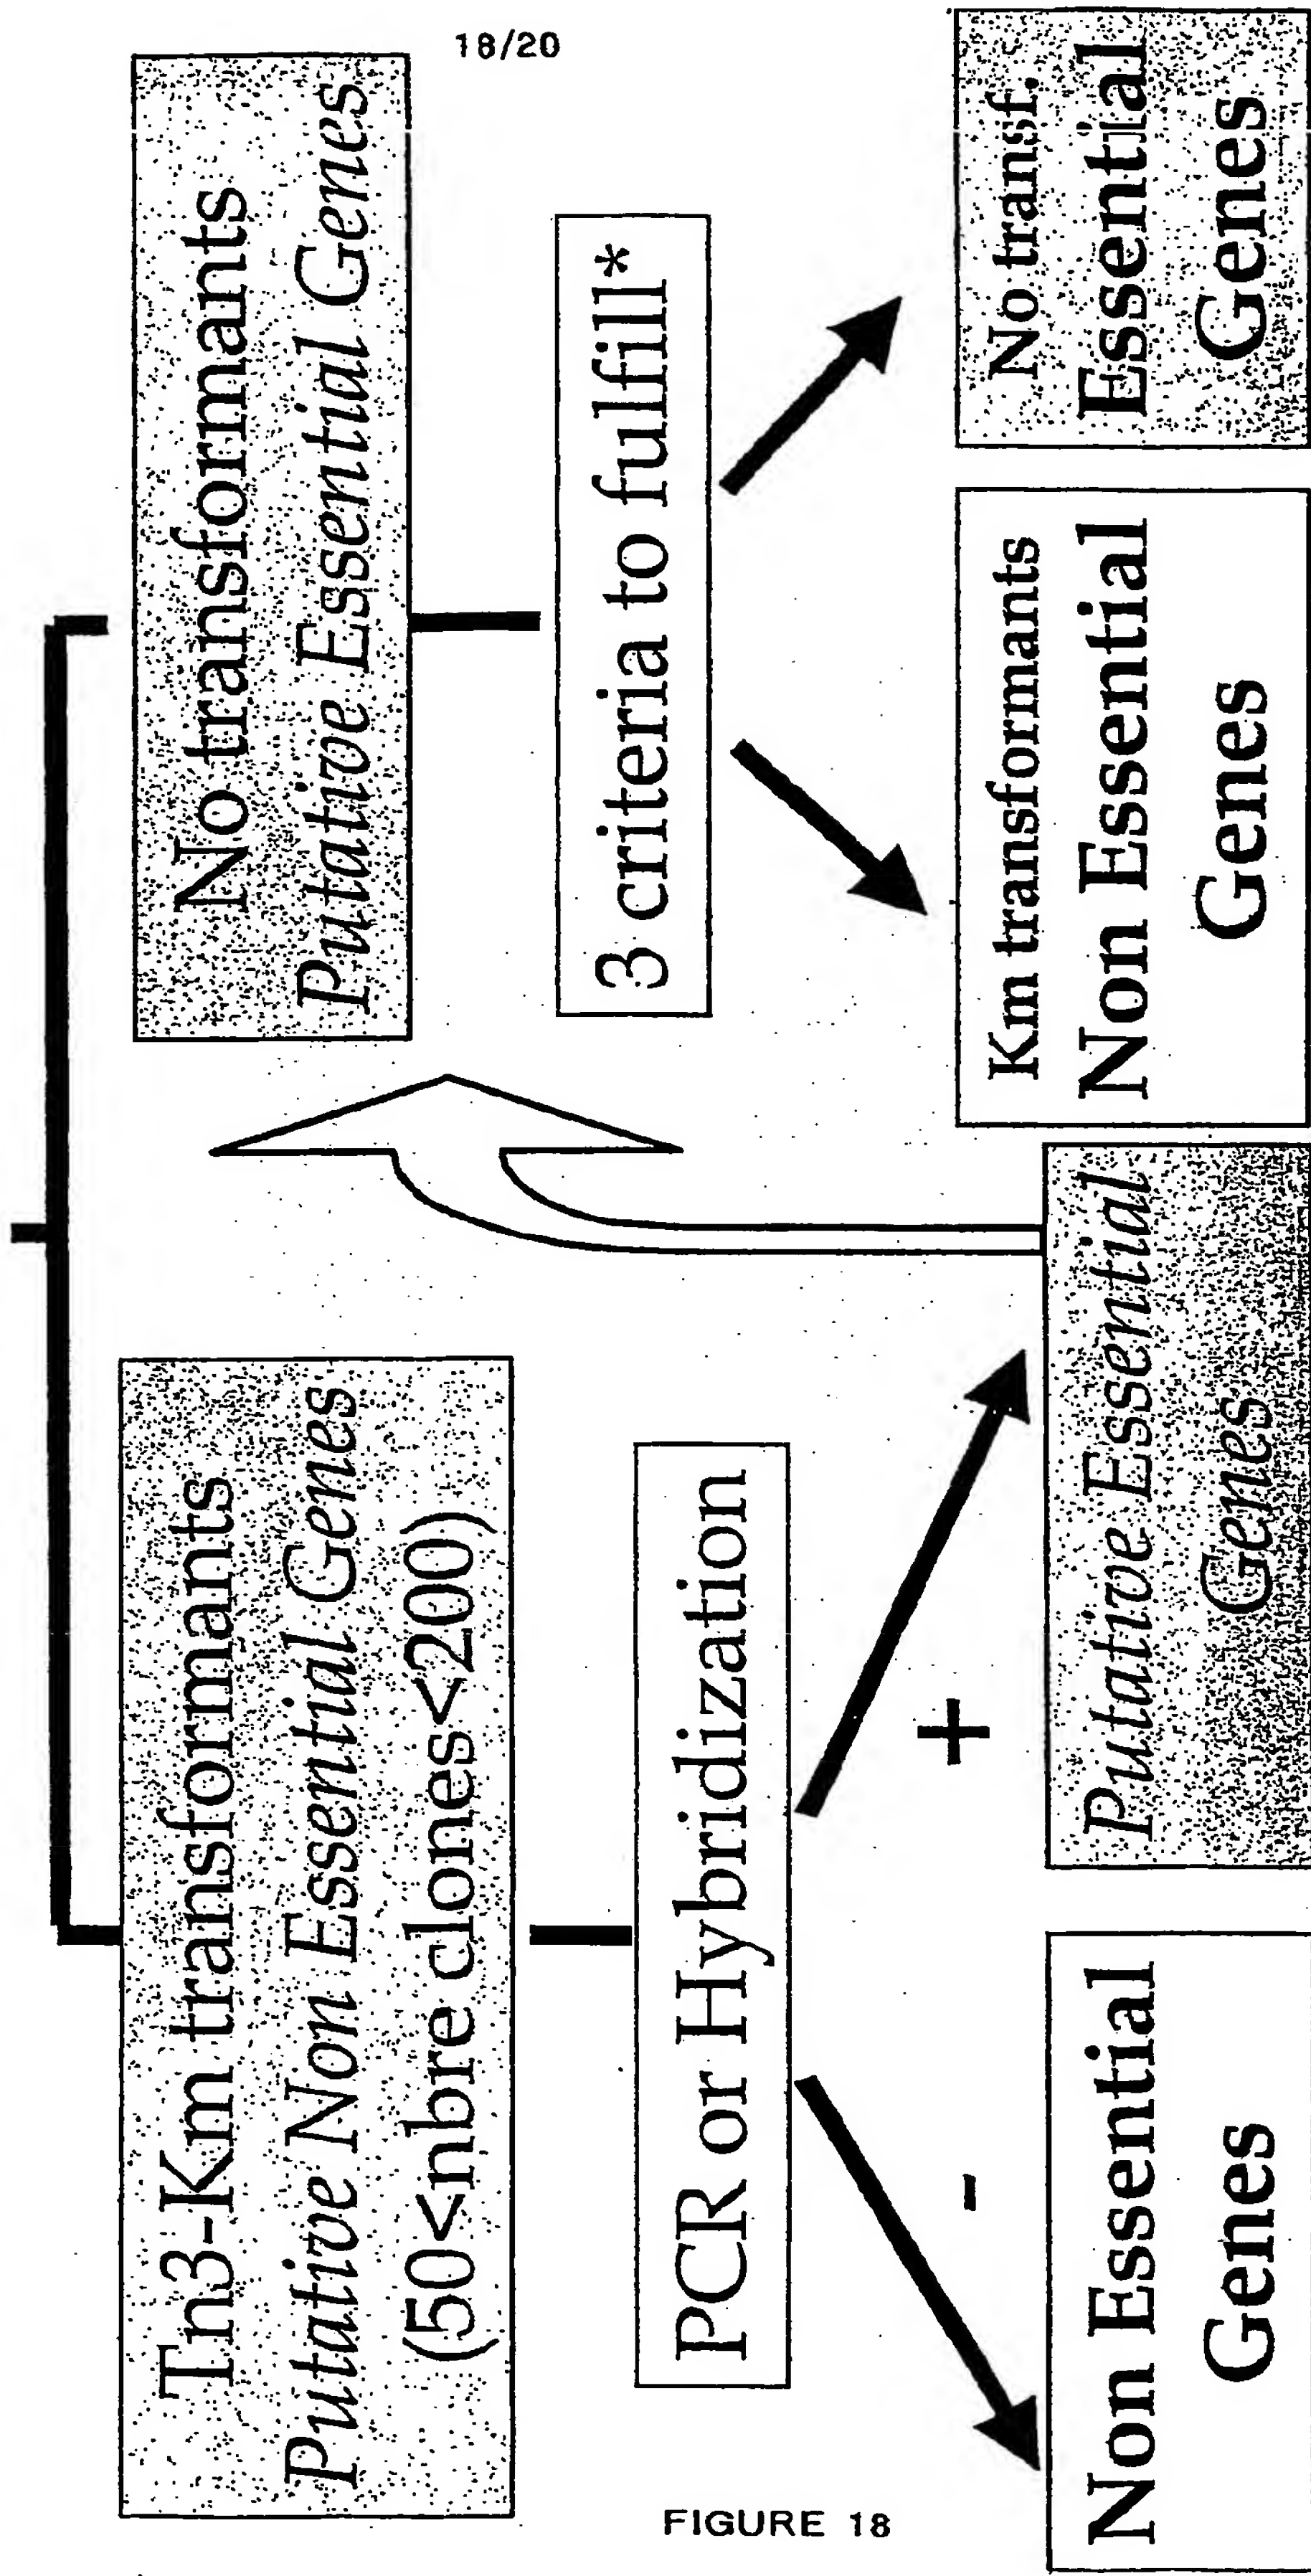 18/20
Tn3-Km transformants
Putative Non Essential Genes
(50<nbre clones<200)
No transformants
Putative Essential Genes
PCR or Hybridization
3 criteria to fulfill*
-
+
Non Essential
Genes
Putative Essential
Genes
Km transformants
Non Essential
Genes
No transf.
Essential
Genes
FIGURE 18